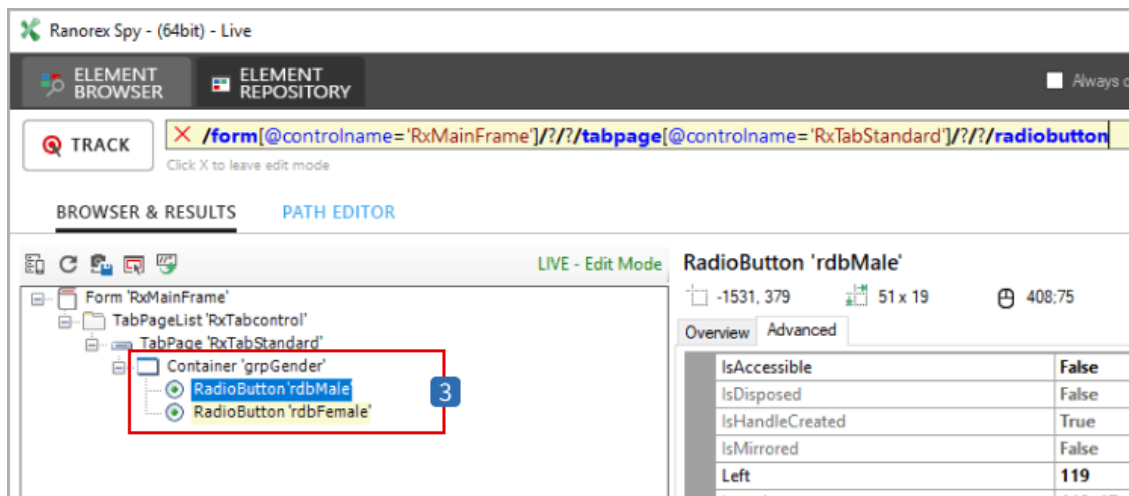 Ranorex Spy - (64bit) - Live
ELEMENT BROWSER
ELEMENT REPOSITORY
Always
TRACK
/form[@controlname='RxMainFrame']/?/?/tabpage[@controlname='RxTabStandard']/?/?/radiobutton
Click X to leave edit mode
BROWSER & RESULTS
PATH EDITOR
LIVE - Edit Mode
Form 'RxMainFrame'
TabPageList 'RxTabcontrol'
TabPage 'RxTabStandard'
Container 'grpGender'
RadioButton 'rdbMale'
RadioButton 'rdbFemale'
3
RadioButton 'rdbMale'
-1531, 379
51 x 19
408;75
Overview
Advanced
IsAccessible False
IsDisposed False
IsHandleCreated True
IsMirrored False
Left 119